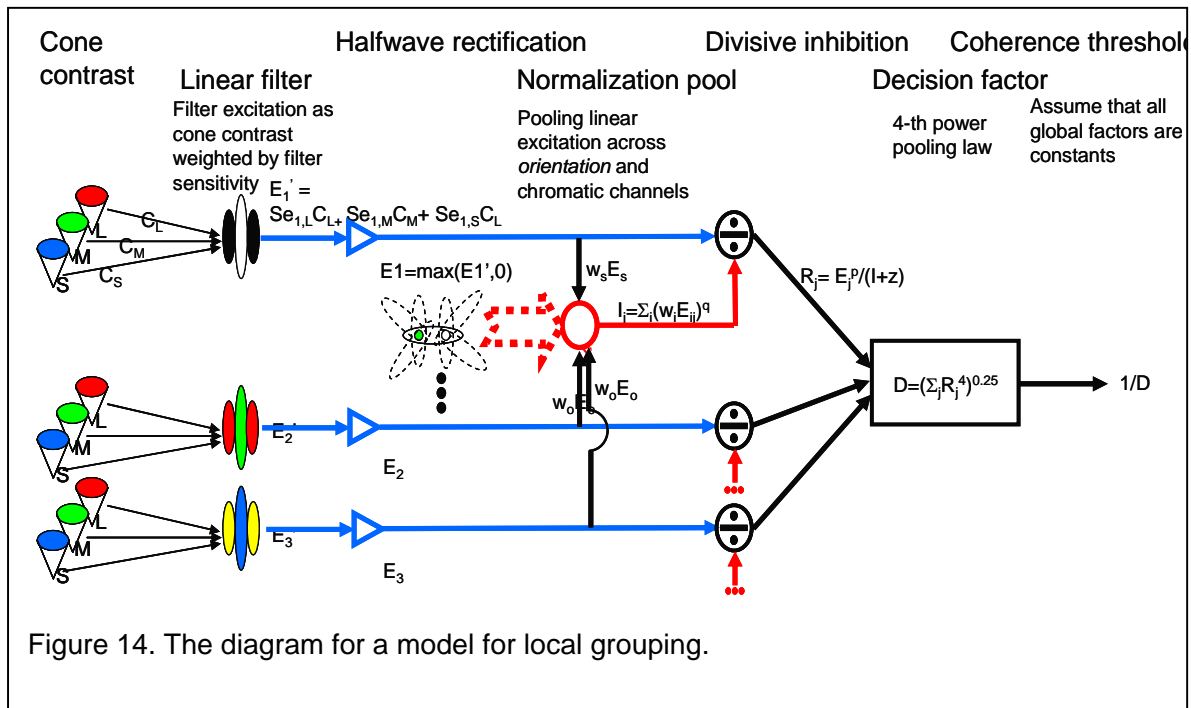 Cone
contrast
Halfwave rectification
Divisive inhibition
Coherence threshold
Linear filter
Normalization pool
Decision factor
Filter excitation as
cone contrast
weighted by filter
sensitivity
Pooling linear
excitation across
orientation and
chromatic channels
4-th power
pooling law
Assume that all
global factors are
constants
E₁' =
Se₁,LCL+ Se₁,MCM+ Se₁,SCL
L
M
S
CL
CM
CS
E1=max(E1',0)
wsEs
Ij=Σi(wiEij)^q
Rj= Ej^p/(I+z)
woEo
woEo
D=(ΣjRj⁴)^0.25
1/D
L
M
S
E₂'
E₂
L
M
S
E₃'
E₃
Figure 14. The diagram for a model for local grouping.